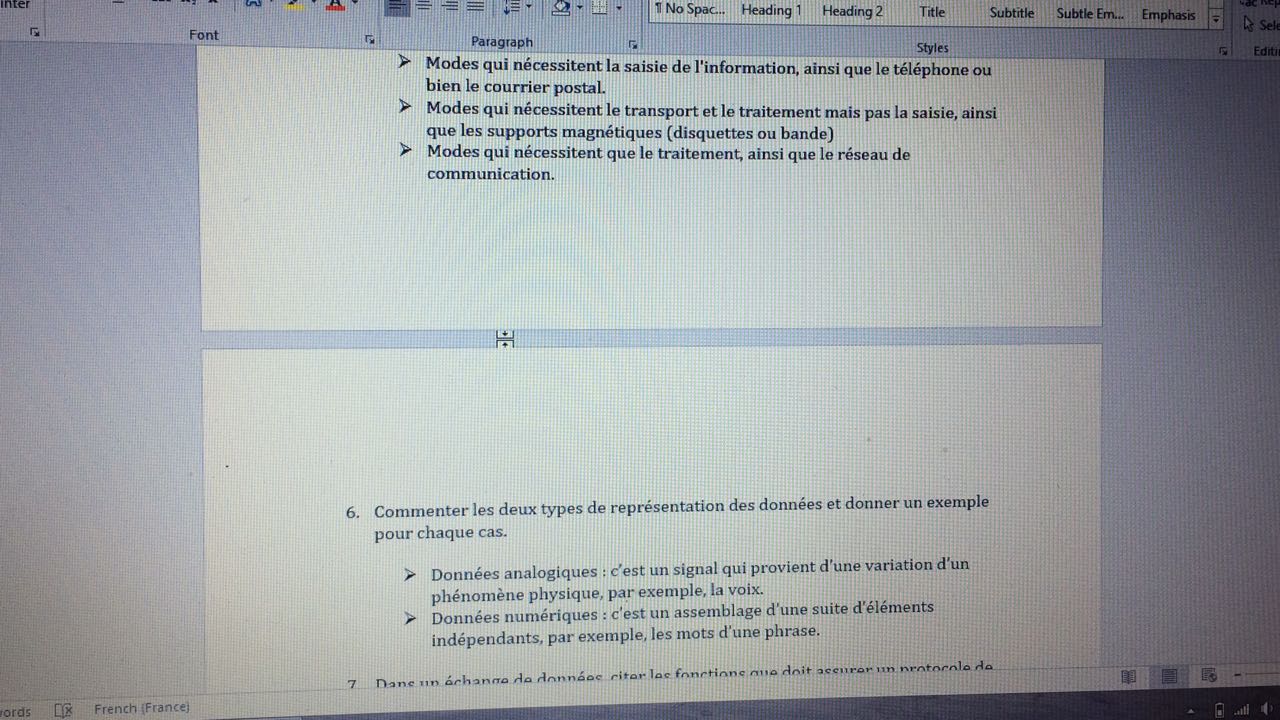 Font
Paragraph
¶ No Spac... Heading 1 Heading 2 Title Subtitle Subtle Em... Emphasis
Styles
➢ Modes qui nécessitent la saisie de l'information, ainsi que le téléphone ou
bien le courrier postal.
➢ Modes qui nécessitent le transport et le traitement mais pas la saisie, ainsi
que les supports magnétiques (disquettes ou bande)
➢ Modes qui nécessitent que le traitement, ainsi que le réseau de
communication.
6. Commenter les deux types de représentation des données et donner un exemple
pour chaque cas.
➢ Données analogiques : c'est un signal qui provient d'une variation d'un
phénomène physique, par exemple, la voix.
➢ Données numériques : c'est un assemblage d'une suite d'éléments
indépendants, par exemple, les mots d'une phrase.
7 Dans un échange de données, citer les fonctions que doit assurer un protocole de
French (France)